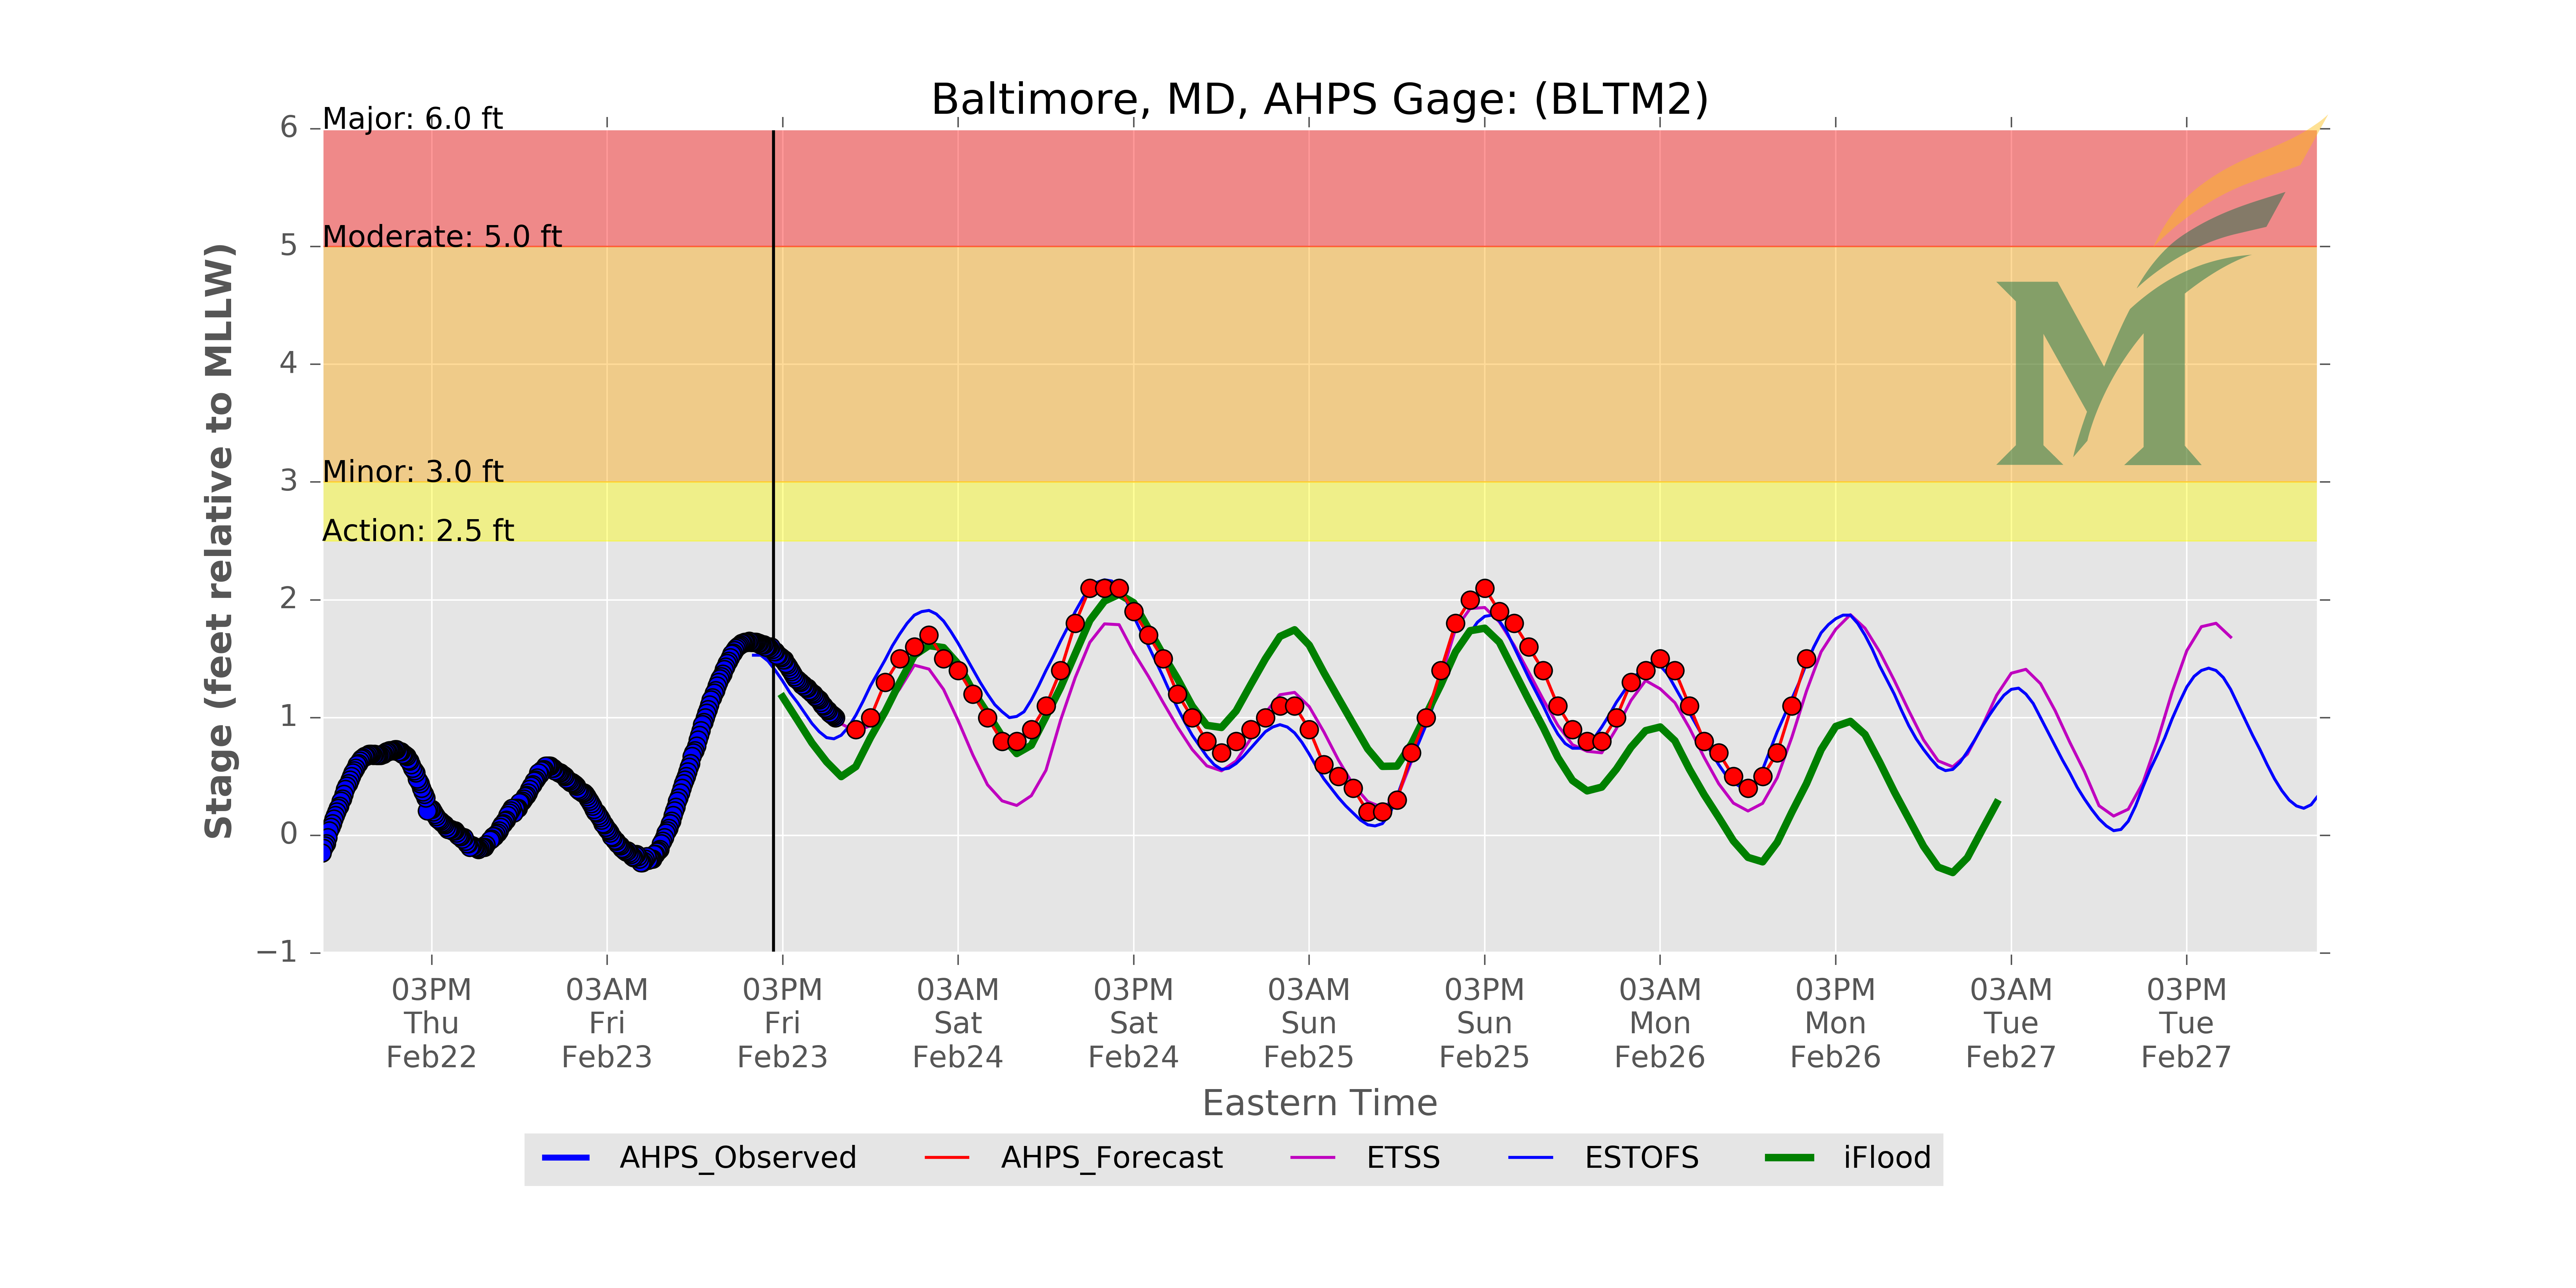 Baltimore, MD, AHPS Gage: (BLTM2)
Stage (feet relative to MLLW)
6
5
4
3
2
1
0
−1
Major: 6.0 ft
Moderate: 5.0 ft
Minor: 3.0 ft
Action: 2.5 ft
M
03PM 03AM 03PM 03AM 03PM 03AM 03PM 03AM 03PM 03AM 03PM
Thu Fri Fri Sat Sat Sun Sun Mon Mon Tue Tue
Feb22 Feb23 Feb23 Feb24 Feb24 Feb25 Feb25 Feb26 Feb26 Feb27 Feb27
Eastern Time
AHPS_Observed AHPS_Forecast ETSS ESTOFS iFlood